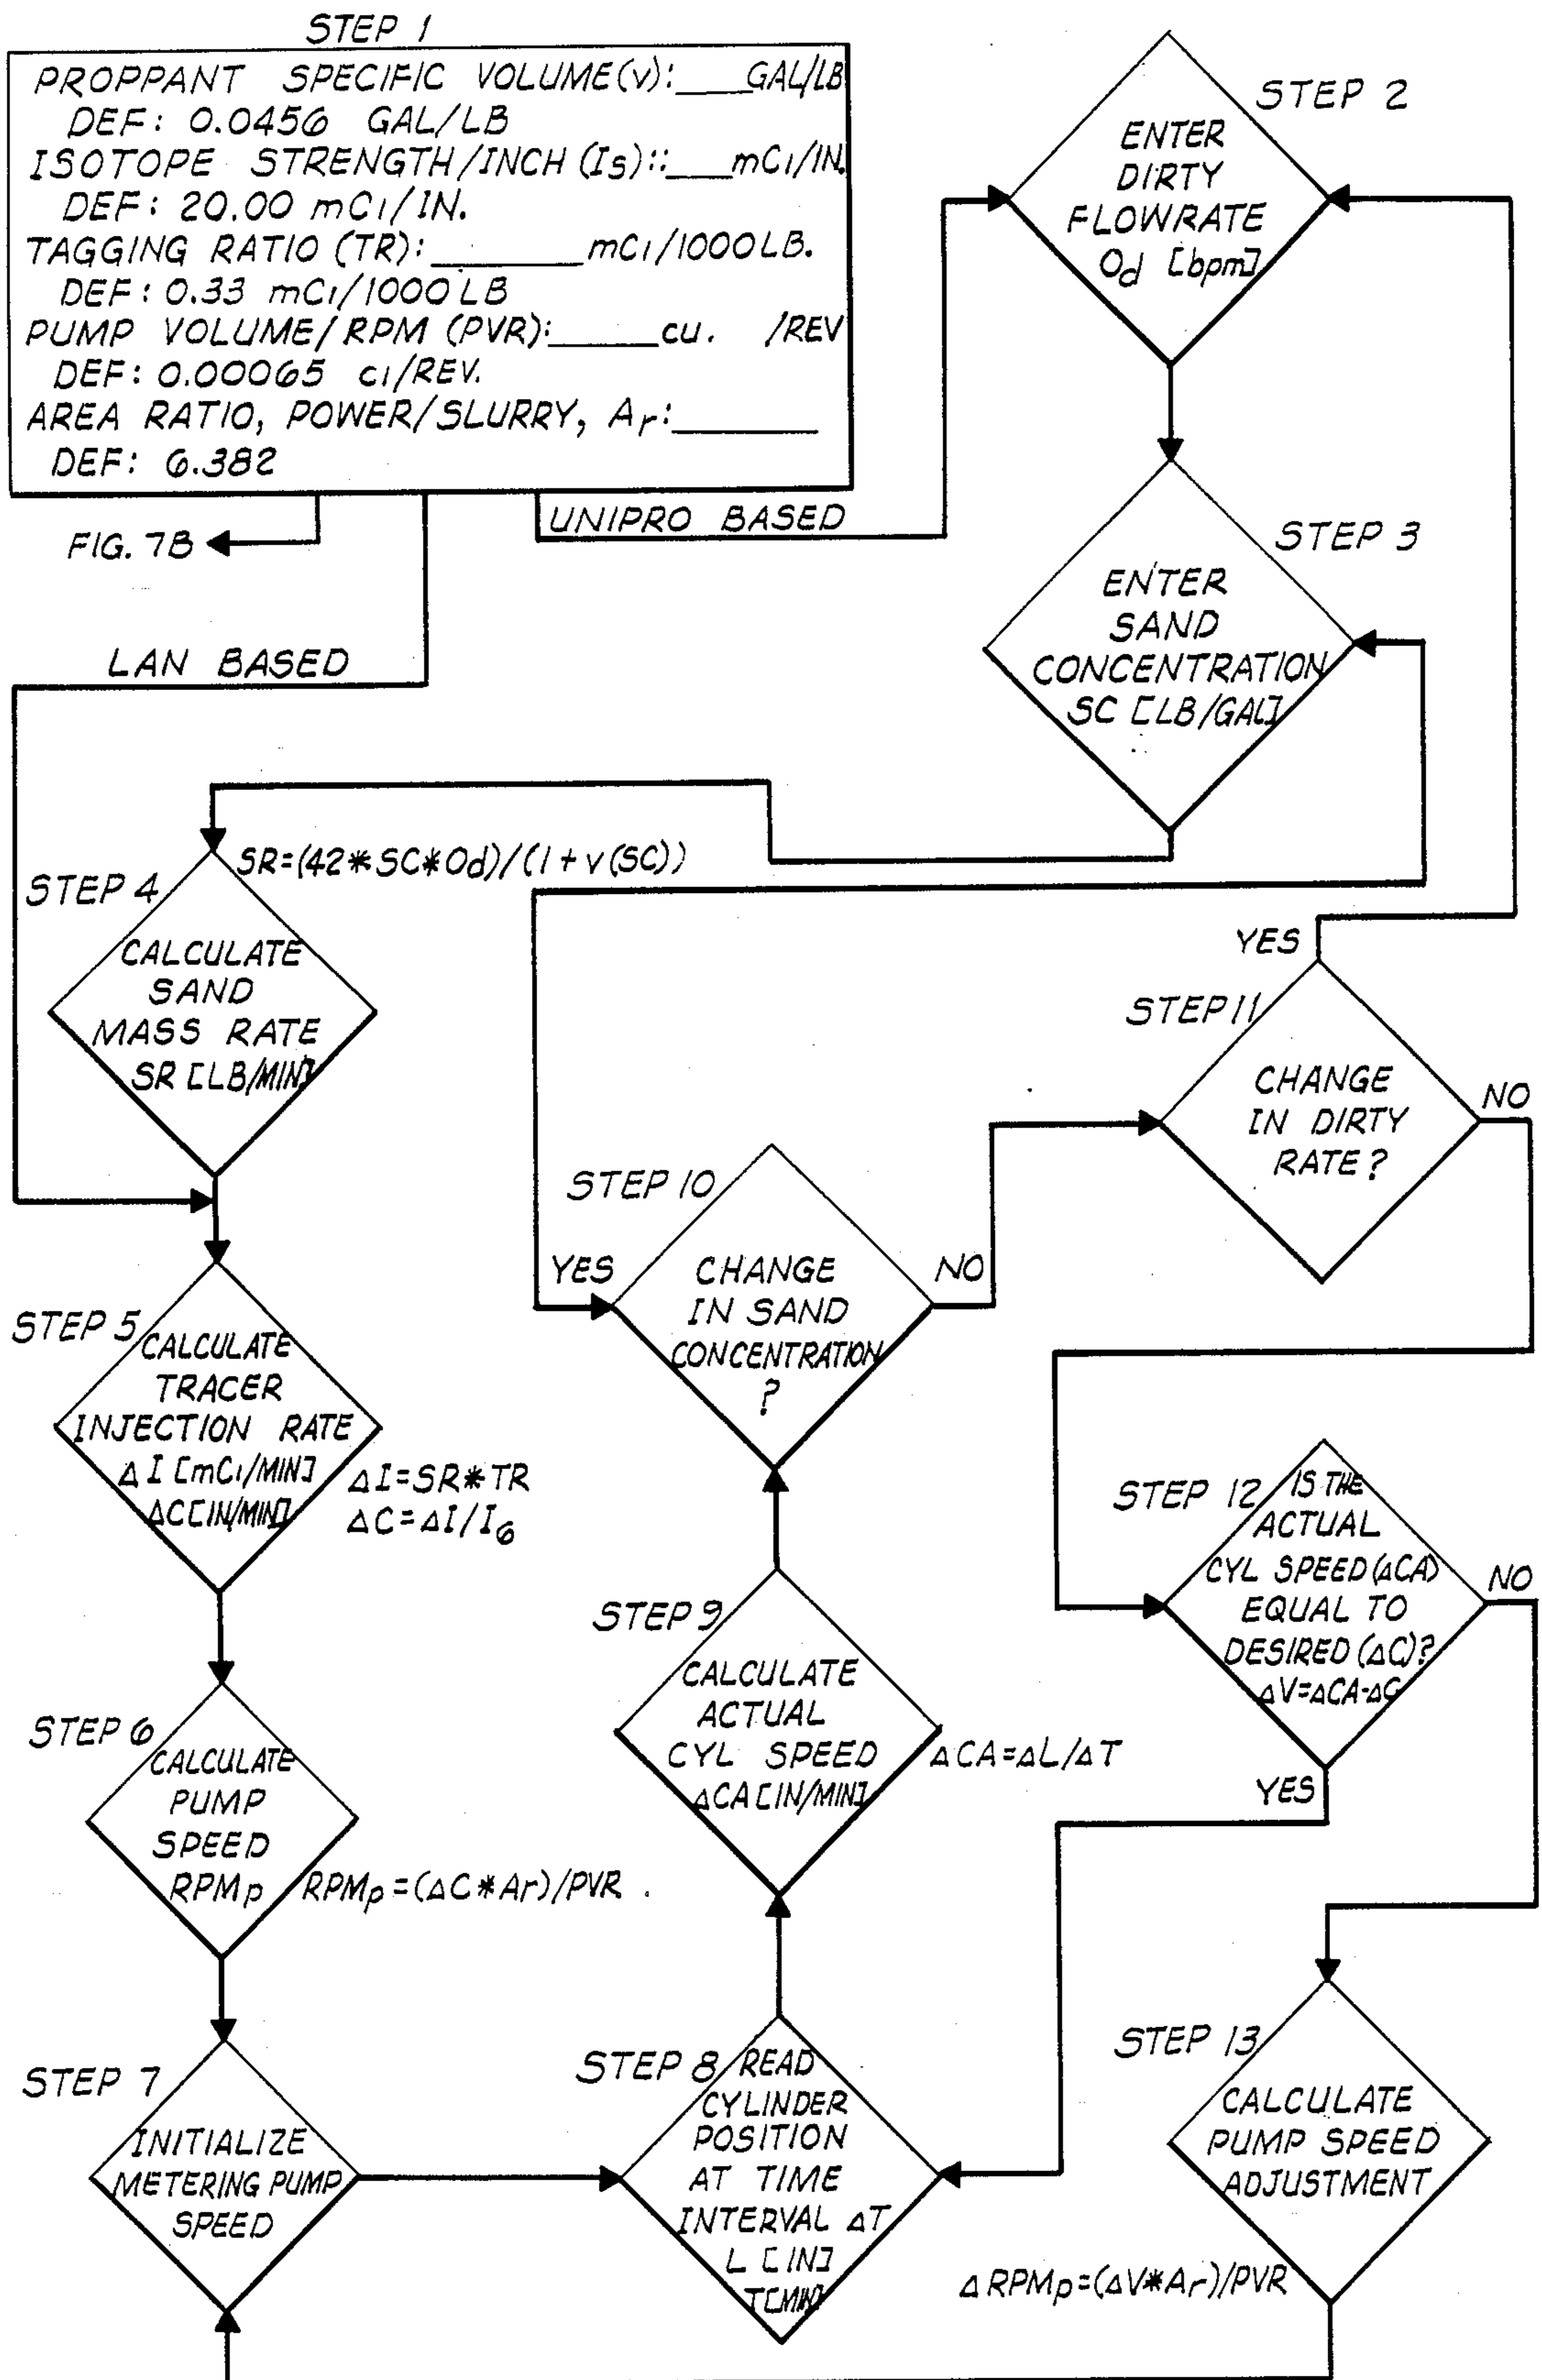 STEP 1
PROPPANT SPECIFIC VOLUME(v):___GAL/LB
DEF: 0.0456 GAL/LB
ISOTOPE STRENGTH/INCH (Is)::___mCi/IN.
DEF: 20.00 mCi/IN.
TAGGING RATIO (TR):______mCi/1000LB.
DEF: 0.33 mCi/1000LB
PUMP VOLUME/RPM (PVR):____cu. /REV
DEF: 0.00065 ci/REV.
AREA RATIO, POWER/SLURRY, Ar:______
DEF: 6.382
FIG. 7B
UNIPRO BASED
LAN BASED
STEP 2
ENTER
DIRTY
FLOWRATE
Od [bpm]
STEP 3
ENTER
SAND
CONCENTRATION
SC [LB/GAL]
SR=(42*SC*Od)/(1+v(SC))
STEP 4
CALCULATE
SAND
MASS RATE
SR [LB/MIN]
STEP 5
CALCULATE
TRACER
INJECTION RATE
ΔI [mCi/MIN]
ΔC[IN/MIN]
ΔI=SR*TR
ΔC=ΔI/I6
STEP 6
CALCULATE
PUMP
SPEED
RPMp
RPMp=(ΔC*Ar)/PVR.
STEP 7
INITIALIZE
METERING PUMP
SPEED
STEP 8
READ
CYLINDER
POSITION
AT TIME
INTERVAL ΔT
L [IN]
T[MIN]
STEP 9
CALCULATE
ACTUAL
CYL SPEED
ΔCA[IN/MIN]
ΔCA=ΔL/ΔT
STEP 10
CHANGE
IN SAND
CONCENTRATION
?
YES
NO
STEP 11
CHANGE
IN DIRTY
RATE?
YES
NO
STEP 12
IS THE
ACTUAL
CYL SPEED(ΔCA)
EQUAL TO
DESIRED(ΔC)?
ΔV=ΔCA-ΔC
NO
YES
STEP 13
CALCULATE
PUMP SPEED
ADJUSTMENT
ΔRPMp=(ΔV*Ar)/PVR